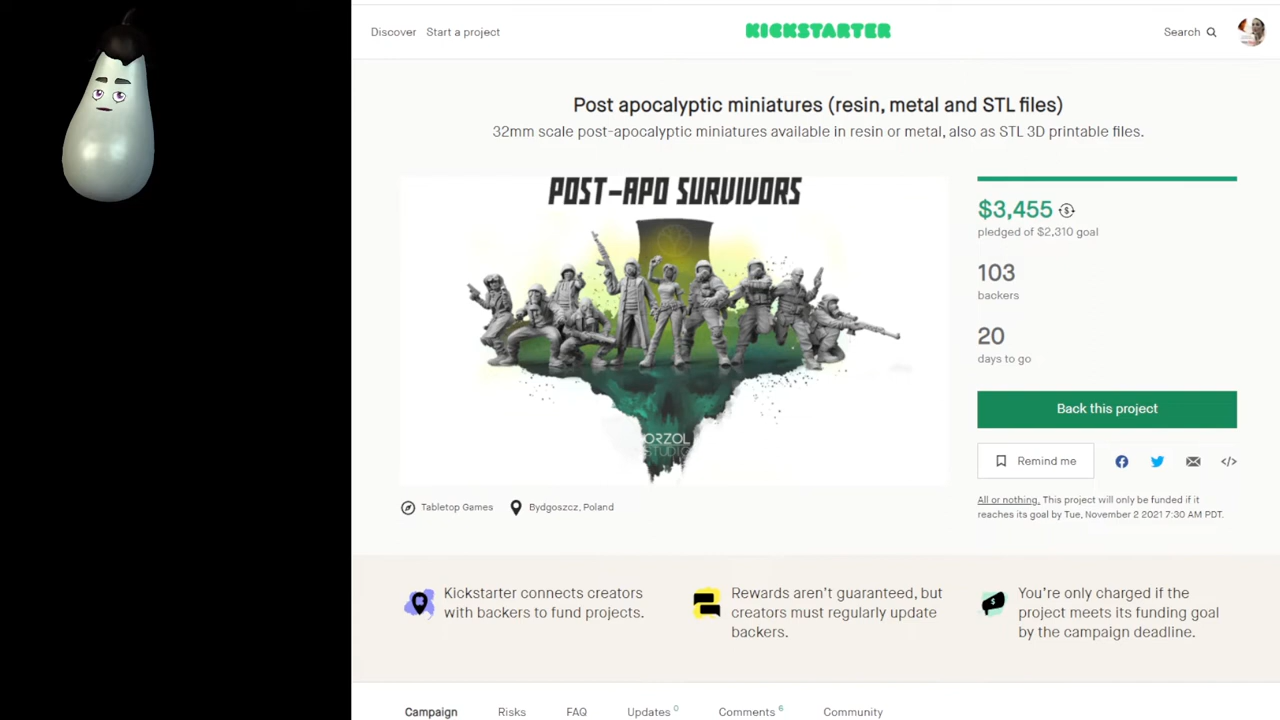 Discover Start a project
KICKSTARTER
Search
Post apocalyptic miniatures (resin, metal and STL files)
32mm scale post-apocalyptic miniatures available in resin or metal, also as STL 3D printable files.
POST-APO SURVIVORS
ORZOL
STUDIO
$3,455
pledged of $2,310 goal
103
backers
20
days to go
Back this project
Remind me
All or nothing. This project will only be funded if it
reaches its goal by Tue, November 2 2021 7:30 AM PDT.
Tabletop Games Bydgoszcz, Poland
Kickstarter connects creators
with backers to fund projects.
Rewards aren't guaranteed, but
creators must regularly update
backers.
You're only charged if the
project meets its funding goal
by the campaign deadline.
Campaign Risks FAQ Updates 0 Comments 6 Community